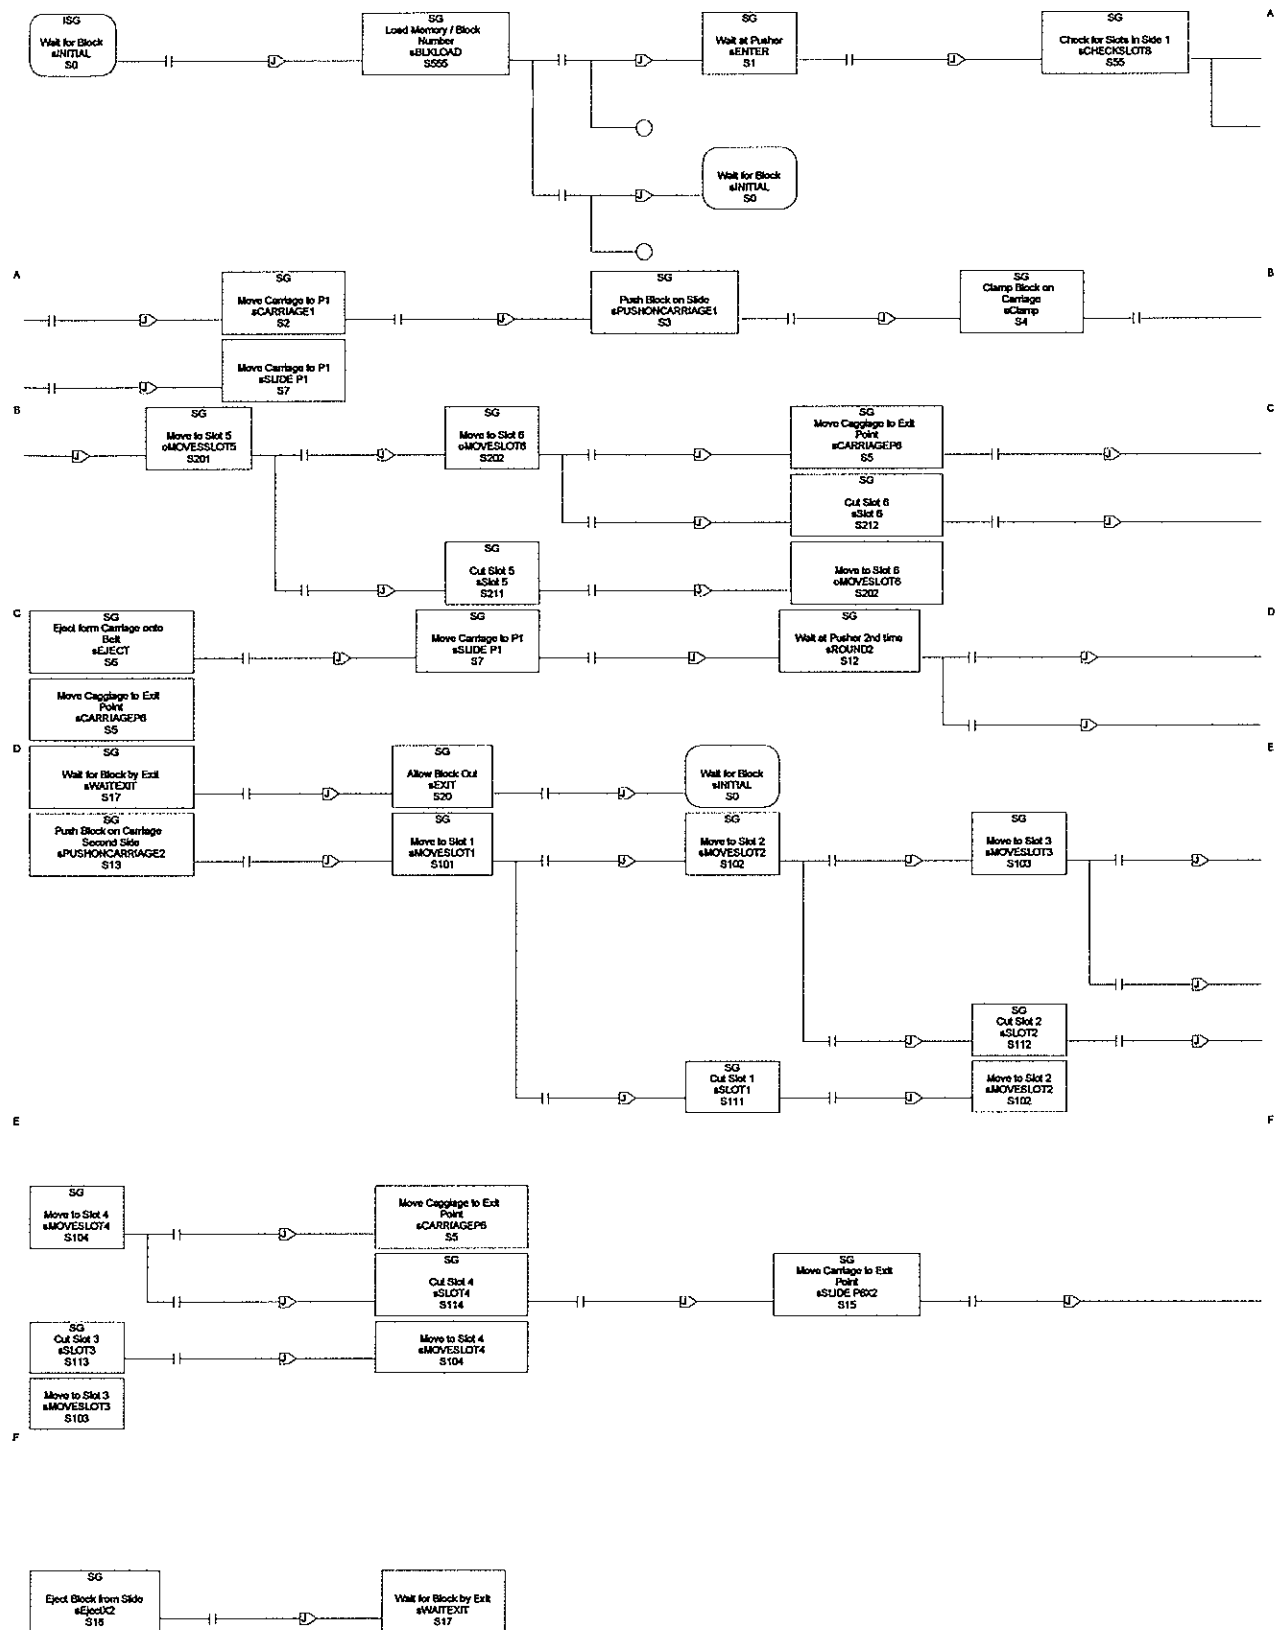 ISG
Wait for Block
sINITIAL
S0
SG
Load Memory / Block
Number
sBLKLOAD
S555
SG
Wait at Pusher
sENTER
S1
SG
Check for Slots in Side 1
sCHECKSLOTS
S55
A
J
J
J
Wait for Block
sINITIAL
S0
J
A
SG
Move Carriage to P1
sCARRIAGE1
S2
SG
Push Block on Slide
sPUSHONCARRIAGE1
S3
SG
Clamp Block on
Carriage
sClamp
S4
B
J
J
J
Move Carriage to P1
sSLIDE P1
S7
J
B
SG
Move to Slot 5
oMOVESSLOT5
S201
SG
Move to Slot 6
oMOVESLOT6
S202
SG
Move Caggiage to Exit
Point
sCARRIAGEP6
S5
C
J
J
J
J
SG
Cut Slot 6
sSlot 6
S212
J
J
SG
Cut Slot 5
sSlot 5
S211
Move to Slot 6
oMOVESLOT6
S202
J
J
C
SG
Eject form Carriage onto
Belt
sEJECT
S6
SG
Move Carriage to P1
sSLIDE P1
S7
SG
Wait at Pusher 2nd time
sROUND2
S12
D
J
J
J
Move Caggiage to Exit
Point
sCARRIAGEP6
S5
J
D
SG
Wait for Block by Exit
sWAITEXIT
S17
SG
Allow Block Out
sEXIT
S20
Wait for Block
sINITIAL
S0
E
J
J
SG
Push Block on Carriage
Second Side
sPUSHONCARRIAGE2
S13
SG
Move to Slot 1
sMOVESLOT1
S101
SG
Move to Slot 2
sMOVESLOT2
S102
SG
Move to Slot 3
sMOVESLOT3
S103
J
J
J
J
J
SG
Cut Slot 2
sSLOT2
S112
J
J
SG
Cut Slot 1
sSLOT1
S111
Move to Slot 2
sMOVESLOT2
S102
J
J
E
F
SG
Move to Slot 4
sMOVESLOT4
S104
Move Caggiage to Exit
Point
sCARRIAGEP6
S5
J
SG
Cut Slot 4
sSLOT4
S114
SG
Move Carriage to Exit
Point
sSLIDE P6X2
S15
J
J
J
SG
Cut Slot 3
sSLOT3
S113
Move to Slot 4
sMOVESLOT4
S104
J
Move to Slot 3
sMOVESLOT3
S103
F
SG
Eject Block from Slide
sEjectX2
S16
Wait for Block by Exit
sWAITEXIT
S17
J